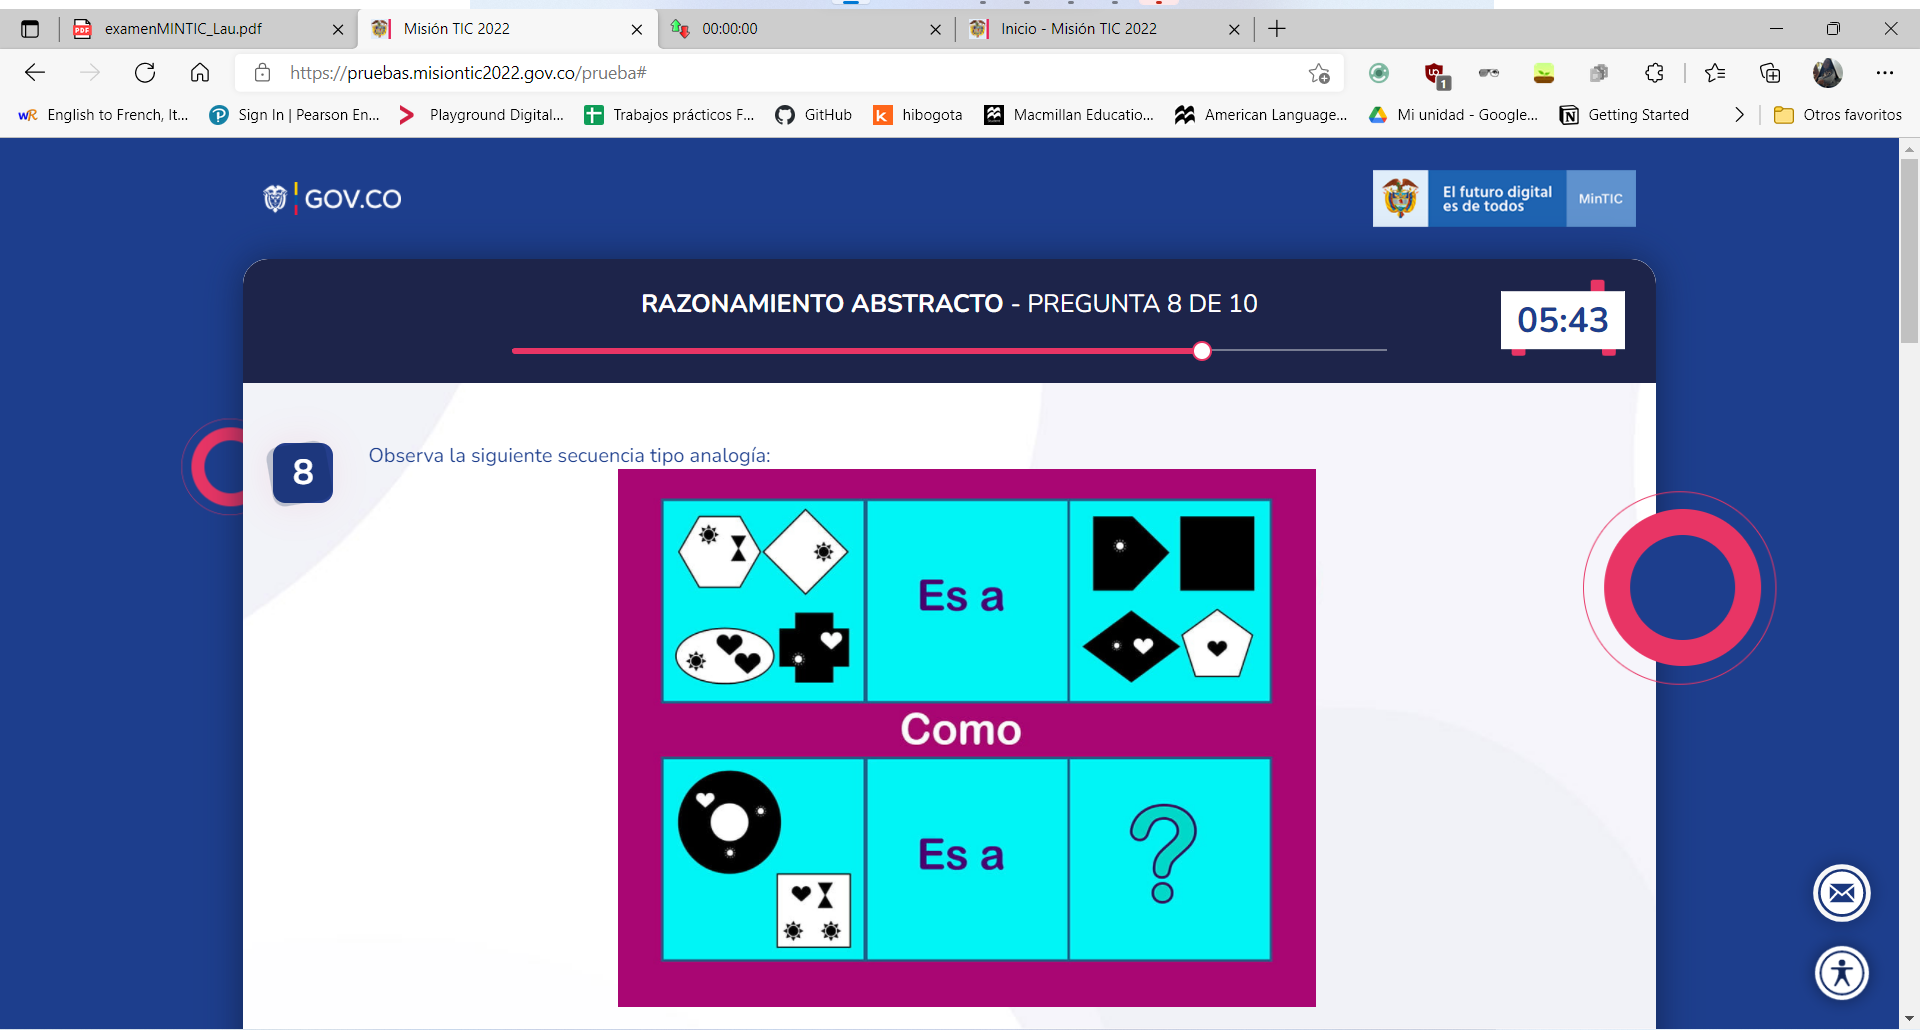 examenMINTIC_Lau.pdf
Misión TIC 2022
00:00:00
Inicio - Misión TIC 2022
https://pruebas.misiontic2022.gov.co/prueba#
1
English to French, It...
Sign In | Pearson En...
Playground Digital...
Trabajos prácticos F...
GitHub
hibogota
Macmillan Educatio...
American Language...
Mi unidad - Google...
Getting Started
Otros favoritos
GOV.CO
El futuro digital
es de todos
MinTIC
RAZONAMIENTO ABSTRACTO - PREGUNTA 8 DE 10
05:43
8
Observa la siguiente secuencia tipo analogía:
Es a
Como
Es a
?